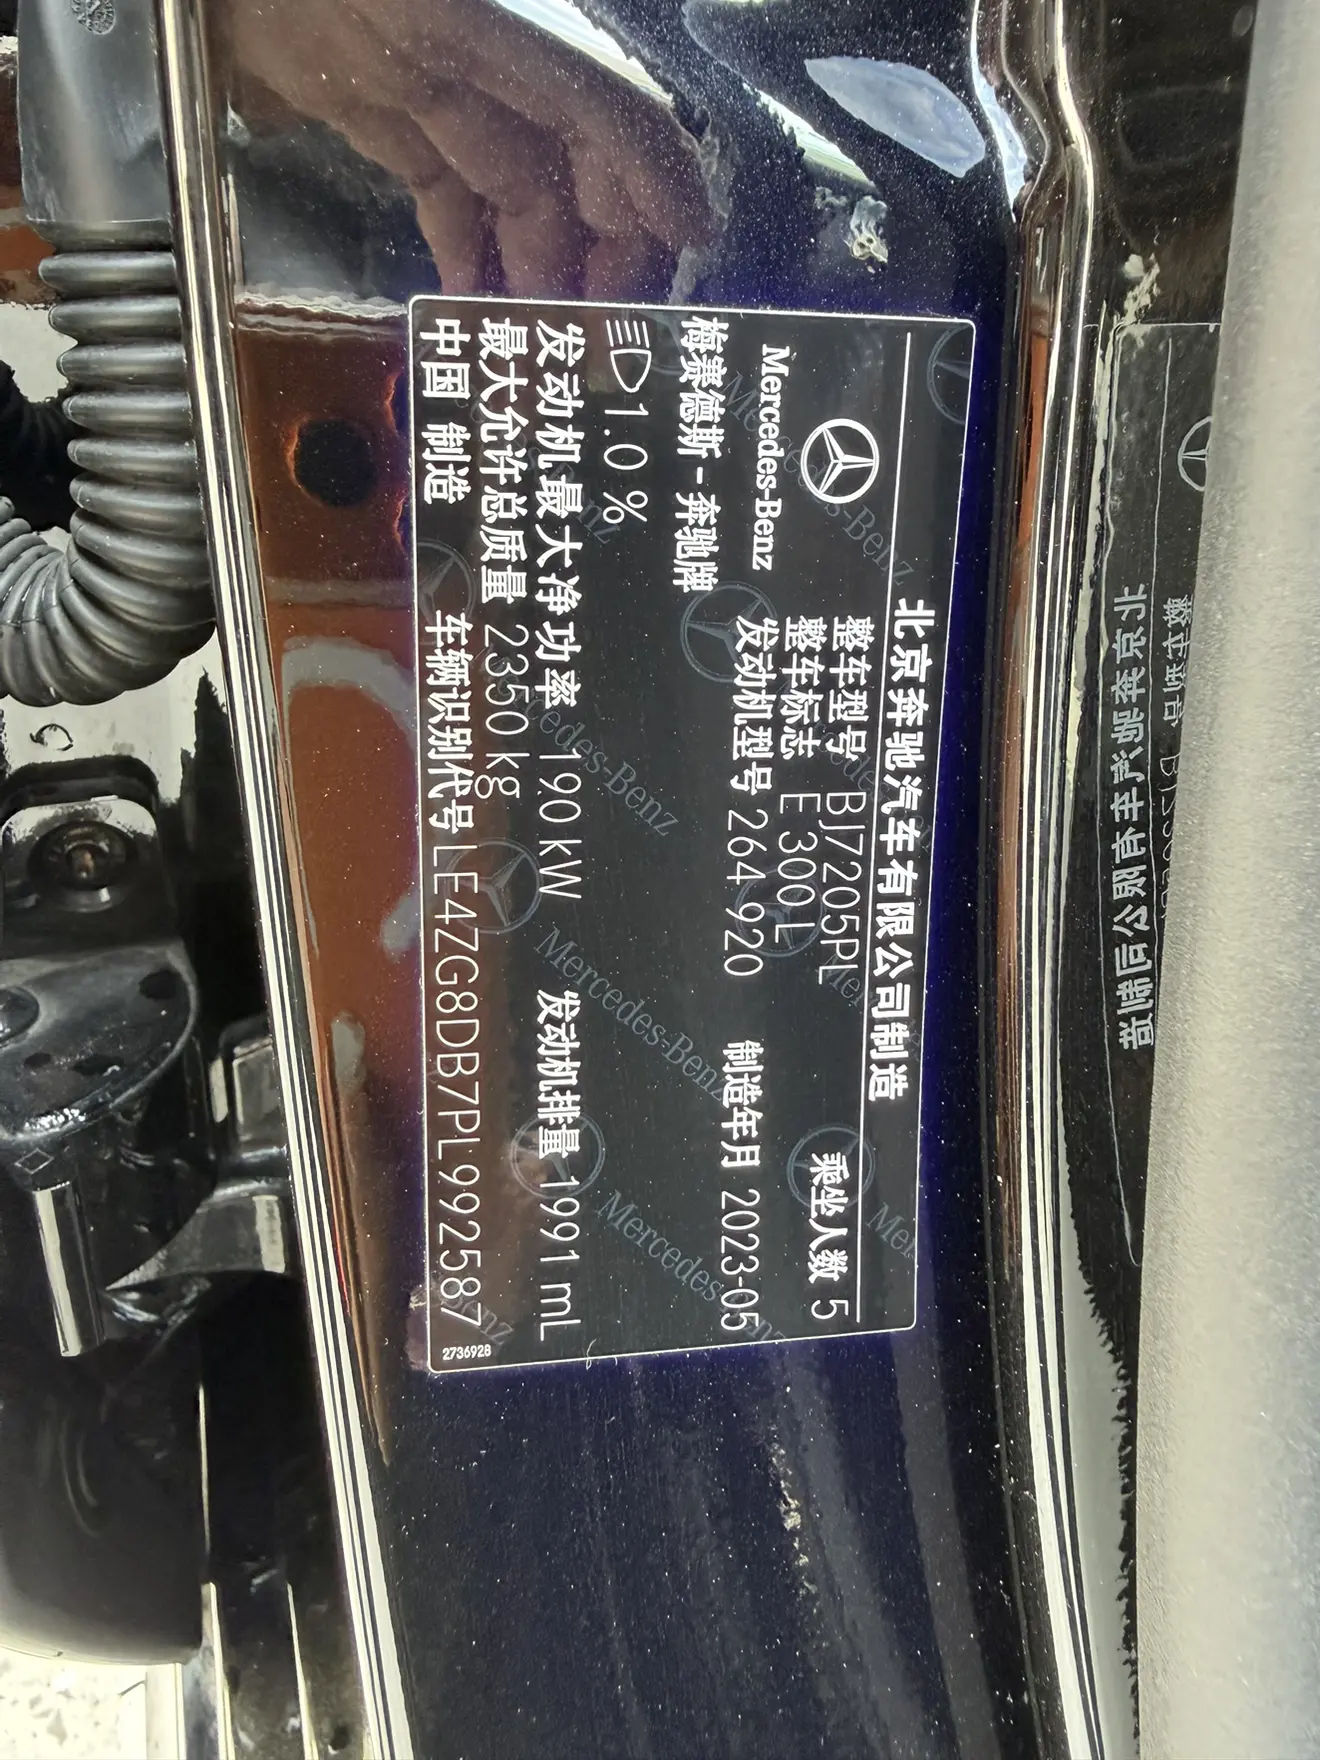 北京奔驰汽车有限公司制造
Mercedes-Benz
整车型号 BJ7205PL
乘坐人数 5
整车标志 E 300 L
梅赛德斯-奔驰牌
发动机型号 264 920
制造年月 2023-05
1.0 %
发动机最大净功率 190 kW
发动机排量 1991 mL
最大允许总质量 2350 kg
中国 制造
车辆识别代号 LE4ZG8DB7PL992587
2736928